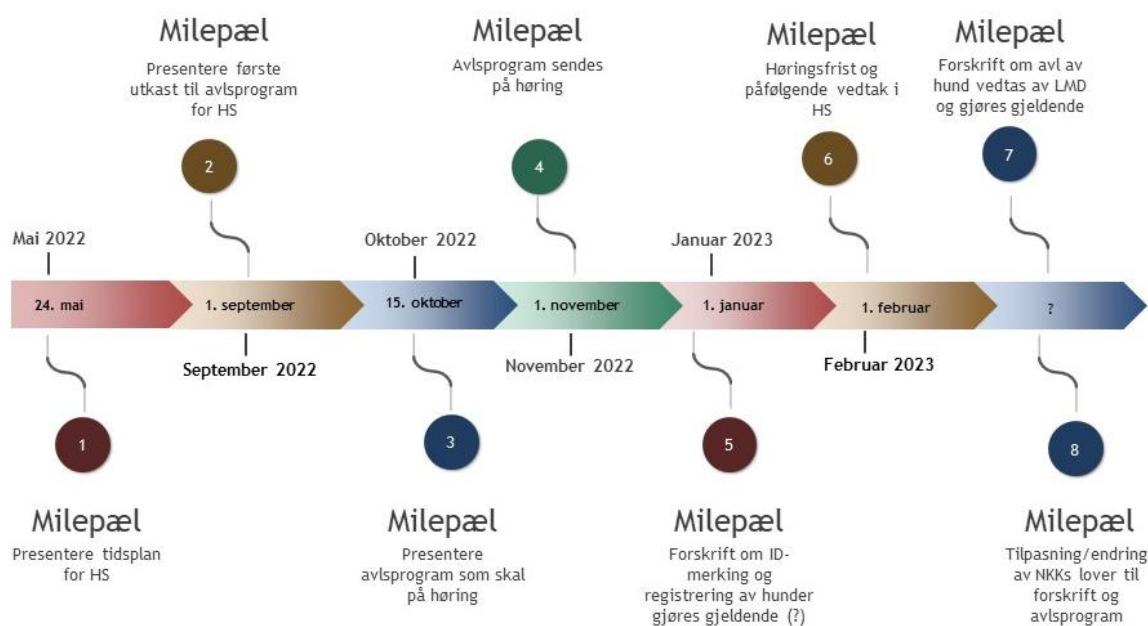 Milepæl
Presentere første
utkast til avlsprogram
for HS
2
Milepæl
Avlsprogram sendes
på høring
4
Milepæl
Høringsfrist og
påfølgende vedtak i
HS
6
Milepæl
Forskrift om avl av
hund vedtas av LMD
og gjøres gjeldende
7
Mai 2022
Oktober 2022
Januar 2023
24. mai
1. september
15. oktober
1. november
1. januar
1. februar
?
September 2022
November 2022
Februar 2023
1
Milepæl
Presentere tidsplan
for HS
3
Milepæl
Presentere
avlsprogram som skal
på høring
5
Milepæl
Forskrift om ID-
merking og
registrering av hunder
gjøres gjeldende (?)
8
Milepæl
Tilpasning/endring
av NKKs lover til
forskrift og
avlsprogram